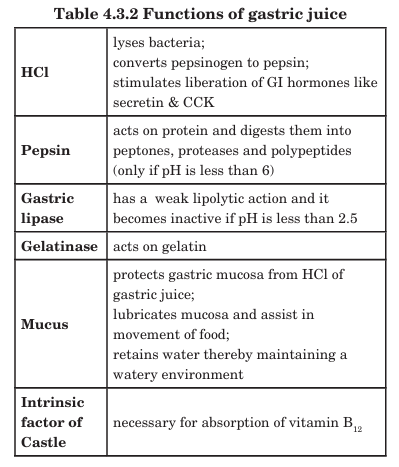 Table 4.3.2 Functions of gastric juice
HCl
lyses bacteria;
converts pepsinogen to pepsin;
stimulates liberation of GI hormones like
secretin & CCK
Pepsin
acts on protein and digests them into
peptones, proteases and polypeptides
(only if pH is less than 6)
Gastric
lipase
has a weak lipolytic action and it
becomes inactive if pH is less than 2.5
Gelatinase
acts on gelatin
Mucus
protects gastric mucosa from HCl of
gastric juice;
lubricates mucosa and assist in
movement of food;
retains water thereby maintaining a
watery environment
Intrinsic
factor of
Castle
necessary for absorption of vitamin B12